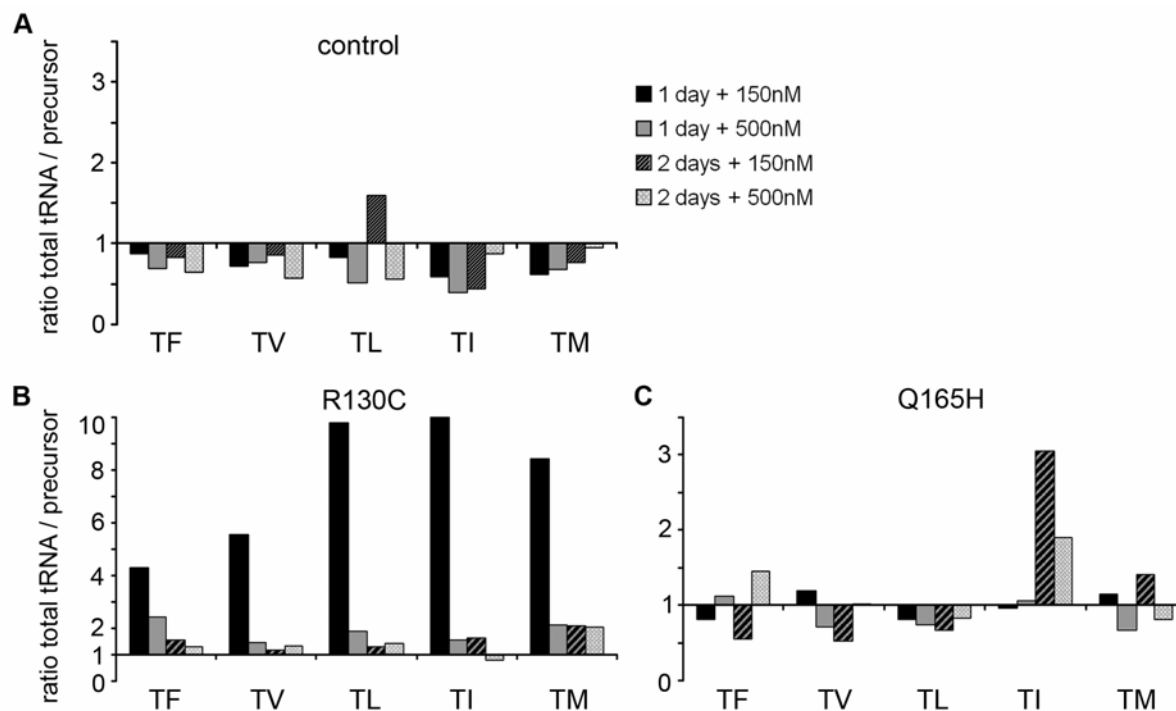 A
control
ratio total tRNA / precursor
3
2
1
0
TF TV TL TI TM
1 day + 150nM
1 day + 500nM
2 days + 150nM
2 days + 500nM
B
R130C
ratio total tRNA / precursor
10
8
6
4
2
1
0
TF TV TL TI TM
C
Q165H
3
2
1
0
TF TV TL TI TM